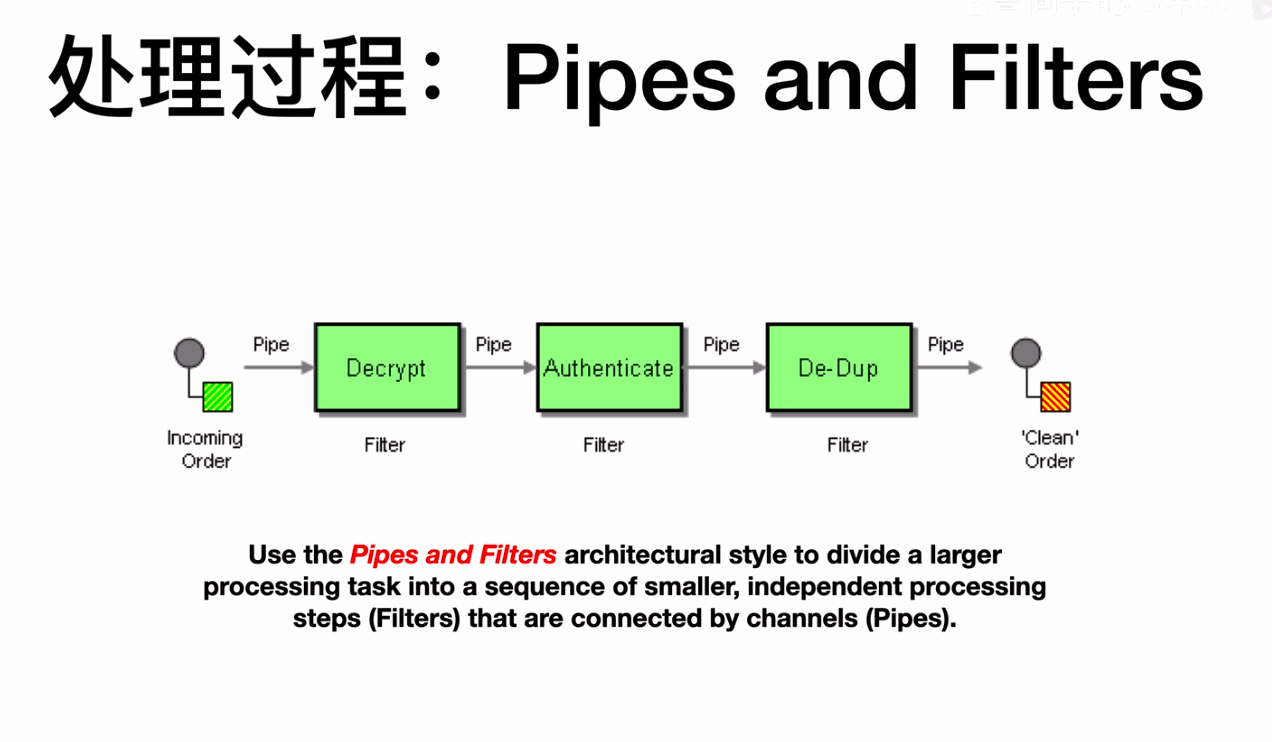 处理过程：Pipes and Filters
Pipe
Pipe
Pipe
Pipe
Decrypt
Authenticate
De-Dup
Incoming
Order
Filter
Filter
Filter
'Clean'
Order
Use the Pipes and Filters architectural style to divide a larger
processing task into a sequence of smaller, independent processing
steps (Filters) that are connected by channels (Pipes).